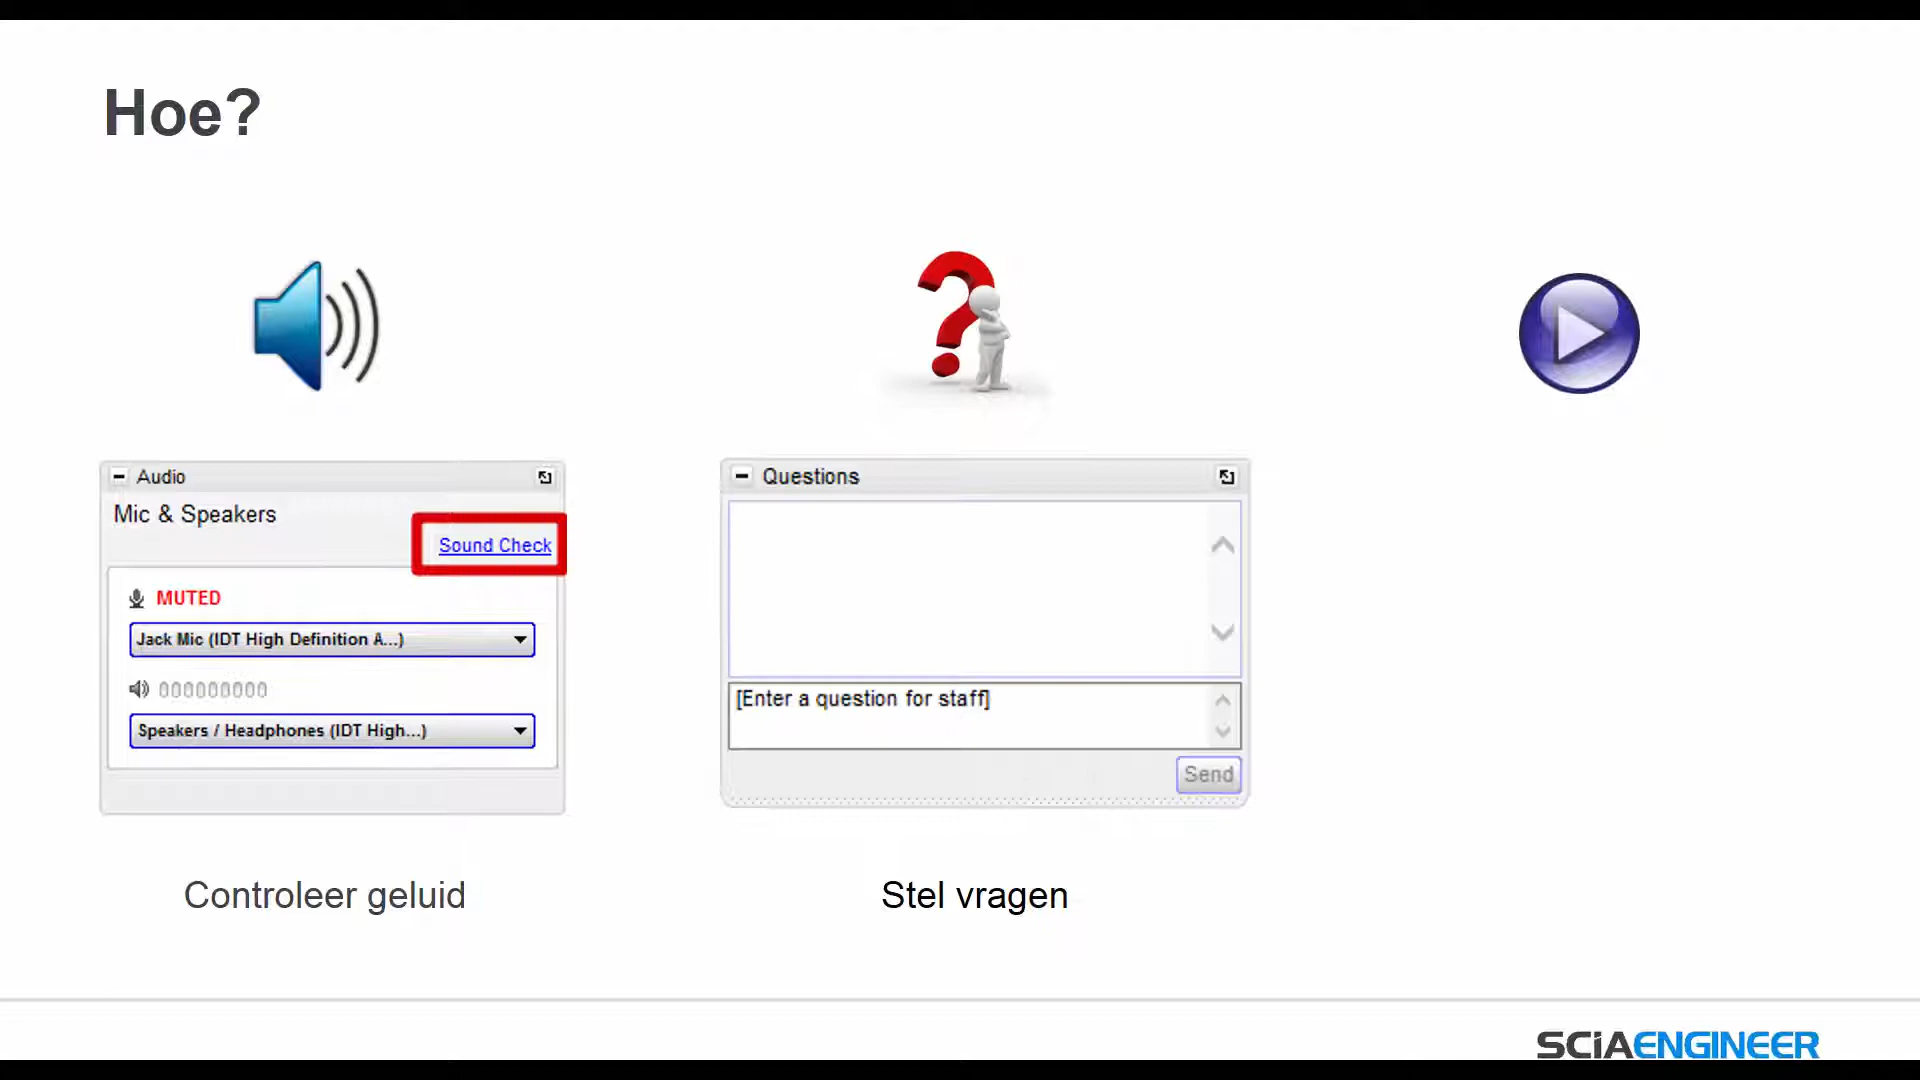 Hoe?
Audio
Mic & Speakers
Sound Check
MUTED
Jack Mic (IDT High Definition A...)
Speakers / Headphones (IDT High...)
Controleer geluid
Questions
[Enter a question for staff]
Send
Stel vragen
SCiAENGINEER